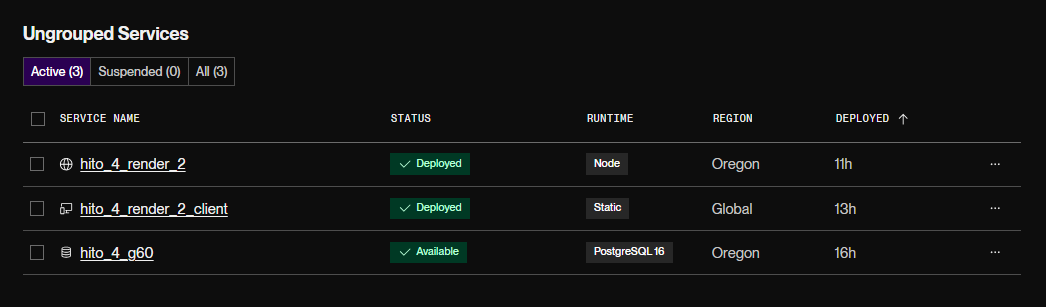 Ungrouped Services
Active (3) Suspended (0) All (3)
SERVICE NAME STATUS RUNTIME REGION DEPLOYED ↑
hito_4_render_2 ✓ Deployed Node Oregon 11h ···
hito_4_render_2_client ✓ Deployed Static Global 13h ···
hito_4_g60 ✓ Available PostgreSQL 16 Oregon 16h ···